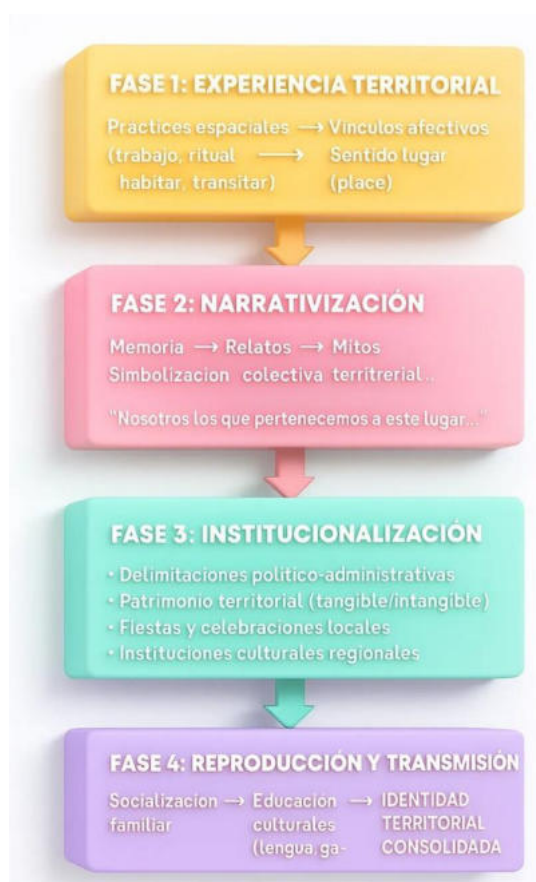 FASE 1: EXPERIENCIA TERRITORIAL
Practices espaciales → Vinculos afectivos
(trabajo, ritual → Sentido lugar
habitar, transitar) (place)
FASE 2: NARRATIVIZACIÓN
Memoria → Relatos → Mitos
Simbolizacion colectiva territrerial...
"Nosotros los que pertenecemos a este lugar..."
FASE 3: INSTITUCIONALIZACIÓN
• Delimitaciones politico-administrativas
• Patrimonio territorial (tangible/intangible)
• Fiestas y celebraciones locales
• Instituciones culturales regionales
FASE 4: REPRODUCCIÓN Y TRANSMISIÓN
Socializacion → Educación → IDENTIDAD
familiar culturales TERRITORIAL
(lengua, ga- CONSOLIDADA